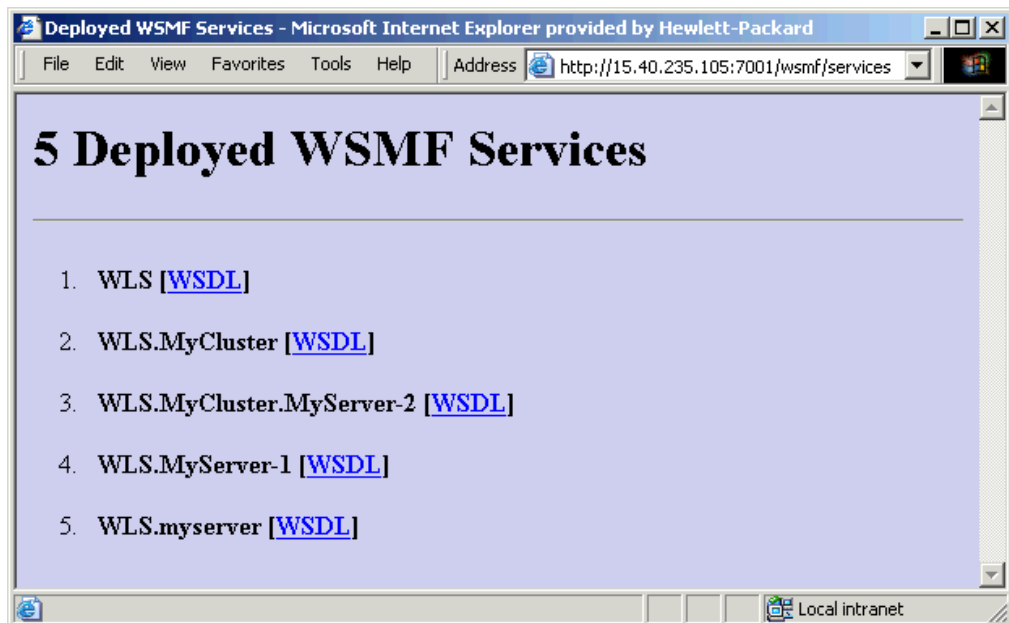 Deployed WSMF Services - Microsoft Internet Explorer provided by Hewlett-Packard
File Edit View Favorites Tools Help Address http://15.40.235.105:7001/wsmf/services
5 Deployed WSMF Services
1. WLS [WSDL]
2. WLS.MyCluster [WSDL]
3. WLS.MyCluster.MyServer-2 [WSDL]
4. WLS.MyServer-1 [WSDL]
5. WLS.myserver [WSDL]
Local intranet